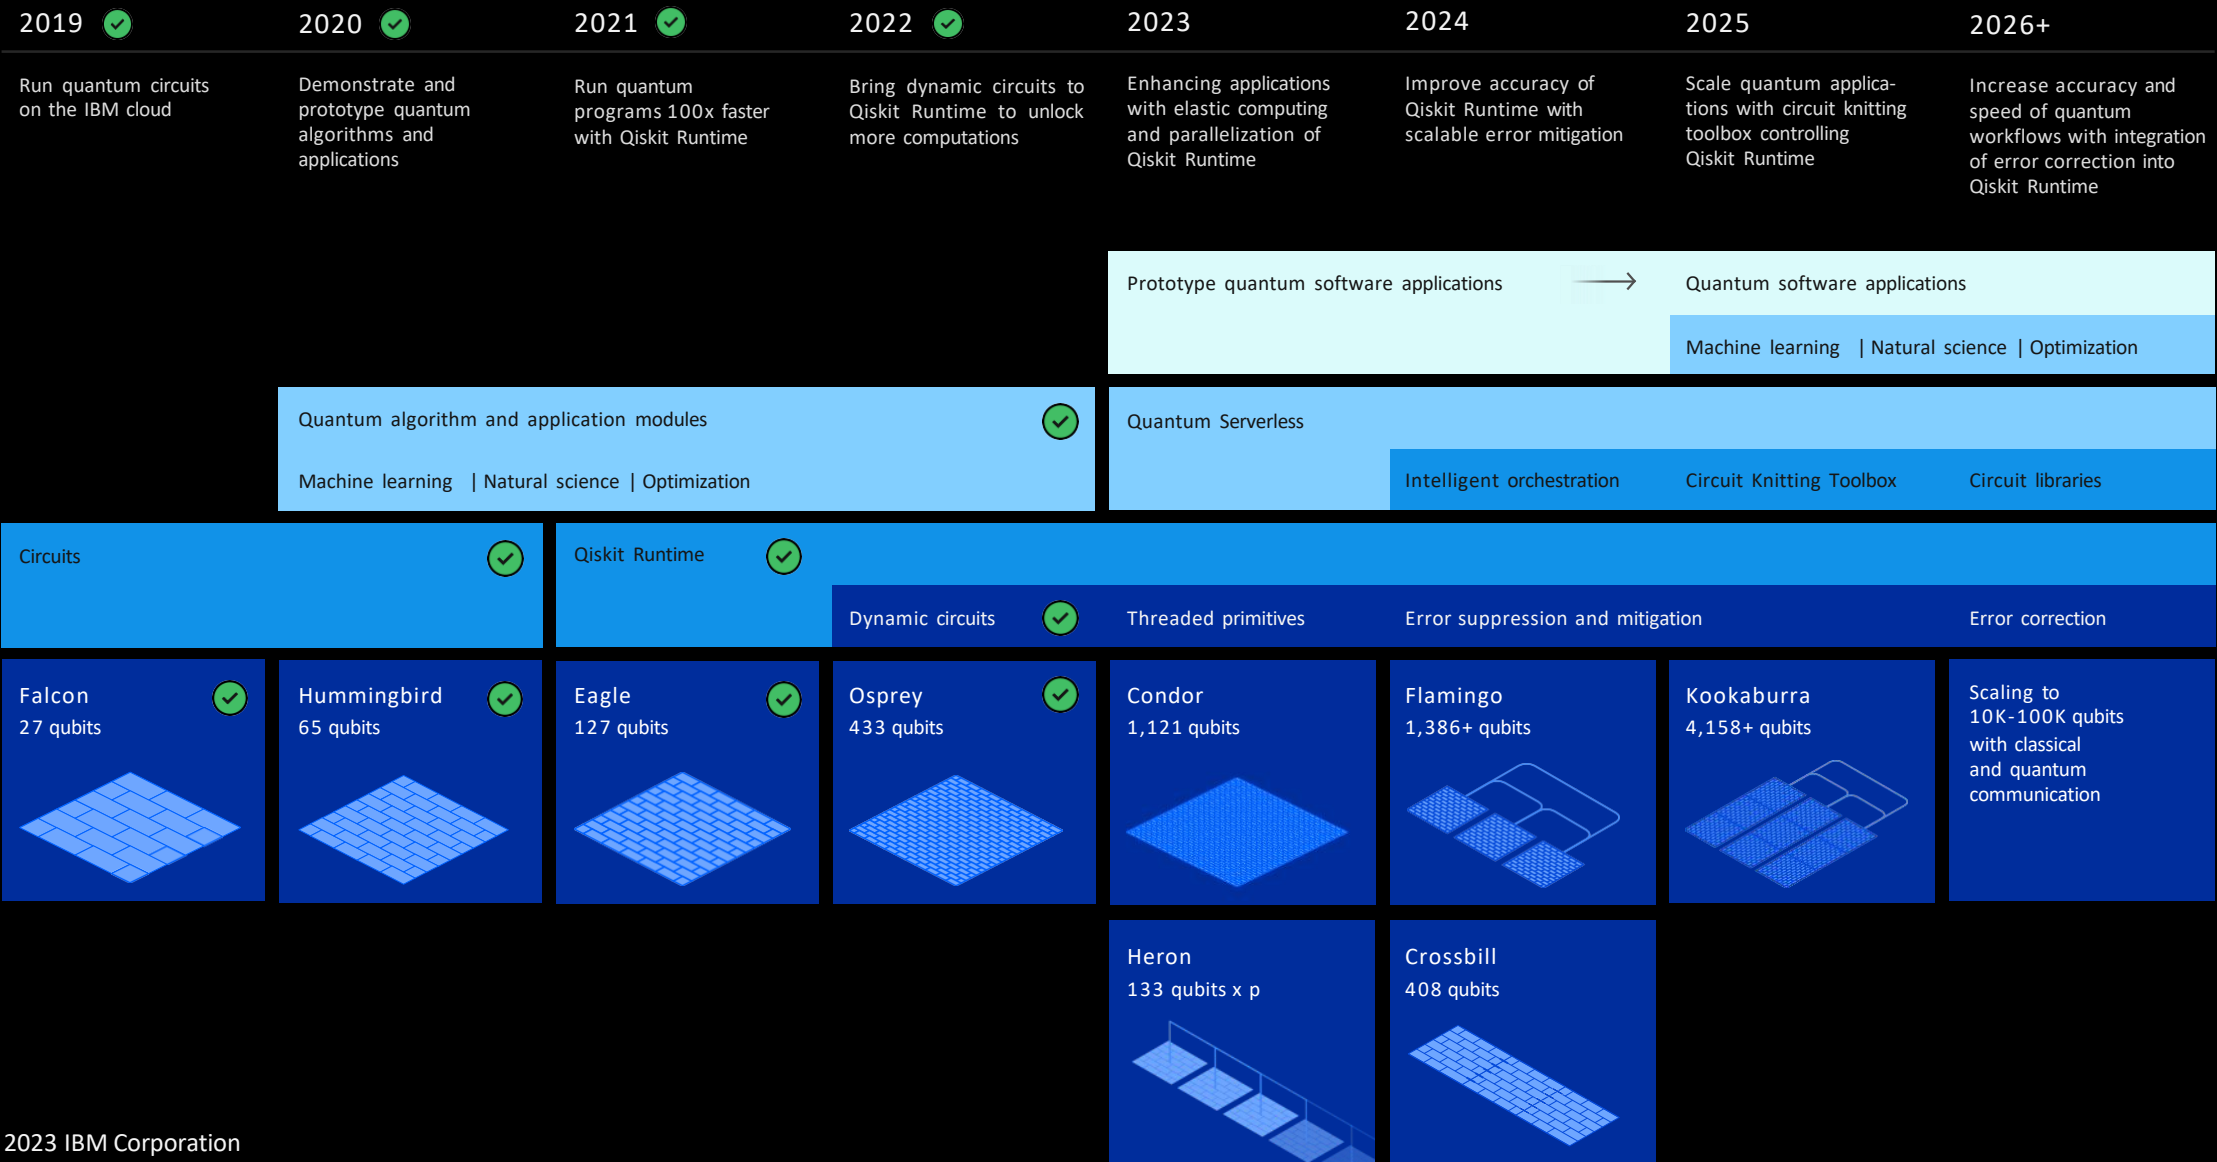 2019
2020
2021
2022
2023
2024
2025
2026+
Run quantum circuits
on the IBM cloud
Demonstrate and
prototype quantum
algorithms and
applications
Run quantum
programs 100x faster
with Qiskit Runtime
Bring dynamic circuits to
Qiskit Runtime to unlock
more computations
Enhancing applications
with elastic computing
and parallelization of
Qiskit Runtime
Improve accuracy of
Qiskit Runtime with
scalable error mitigation
Scale quantum applica-
tions with circuit knitting
toolbox controlling
Qiskit Runtime
Increase accuracy and
speed of quantum
workflows with integration
of error correction into
Qiskit Runtime
Prototype quantum software applications
Quantum software applications
Machine learning | Natural science | Optimization
Quantum algorithm and application modules
Machine learning | Natural science | Optimization
Quantum Serverless
Intelligent orchestration
Circuit Knitting Toolbox
Circuit libraries
Circuits
Qiskit Runtime
Dynamic circuits
Threaded primitives
Error suppression and mitigation
Error correction
Falcon
27 qubits
Hummingbird
65 qubits
Eagle
127 qubits
Osprey
433 qubits
Condor
1,121 qubits
Flamingo
1,386+ qubits
Kookaburra
4,158+ qubits
Scaling to
10K-100K qubits
with classical
and quantum
communication
Heron
133 qubits x p
Crossbill
408 qubits
2023 IBM Corporation